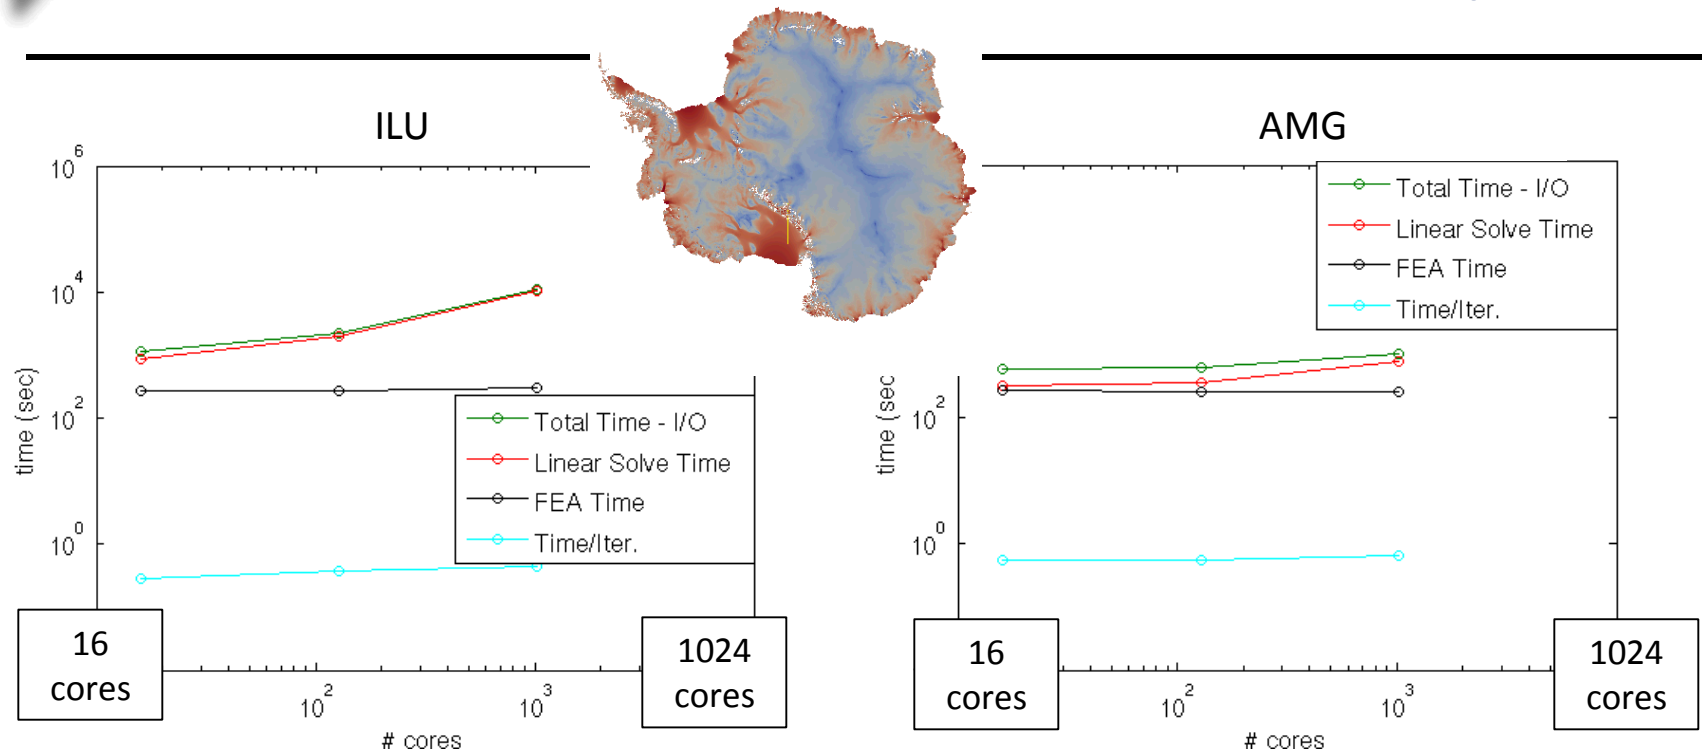 ILU
10^6
10^4
10^2
10^0
time (sec)
Total Time - I/O
Linear Solve Time
FEA Time
Time/Iter.
16
cores
1024
cores
10^2
10^3
# cores
AMG
Total Time - I/O
Linear Solve Time
FEA Time
Time/Iter.
10^2
10^0
time (sec
16
cores
1024
cores
10^2
10^3
# cores